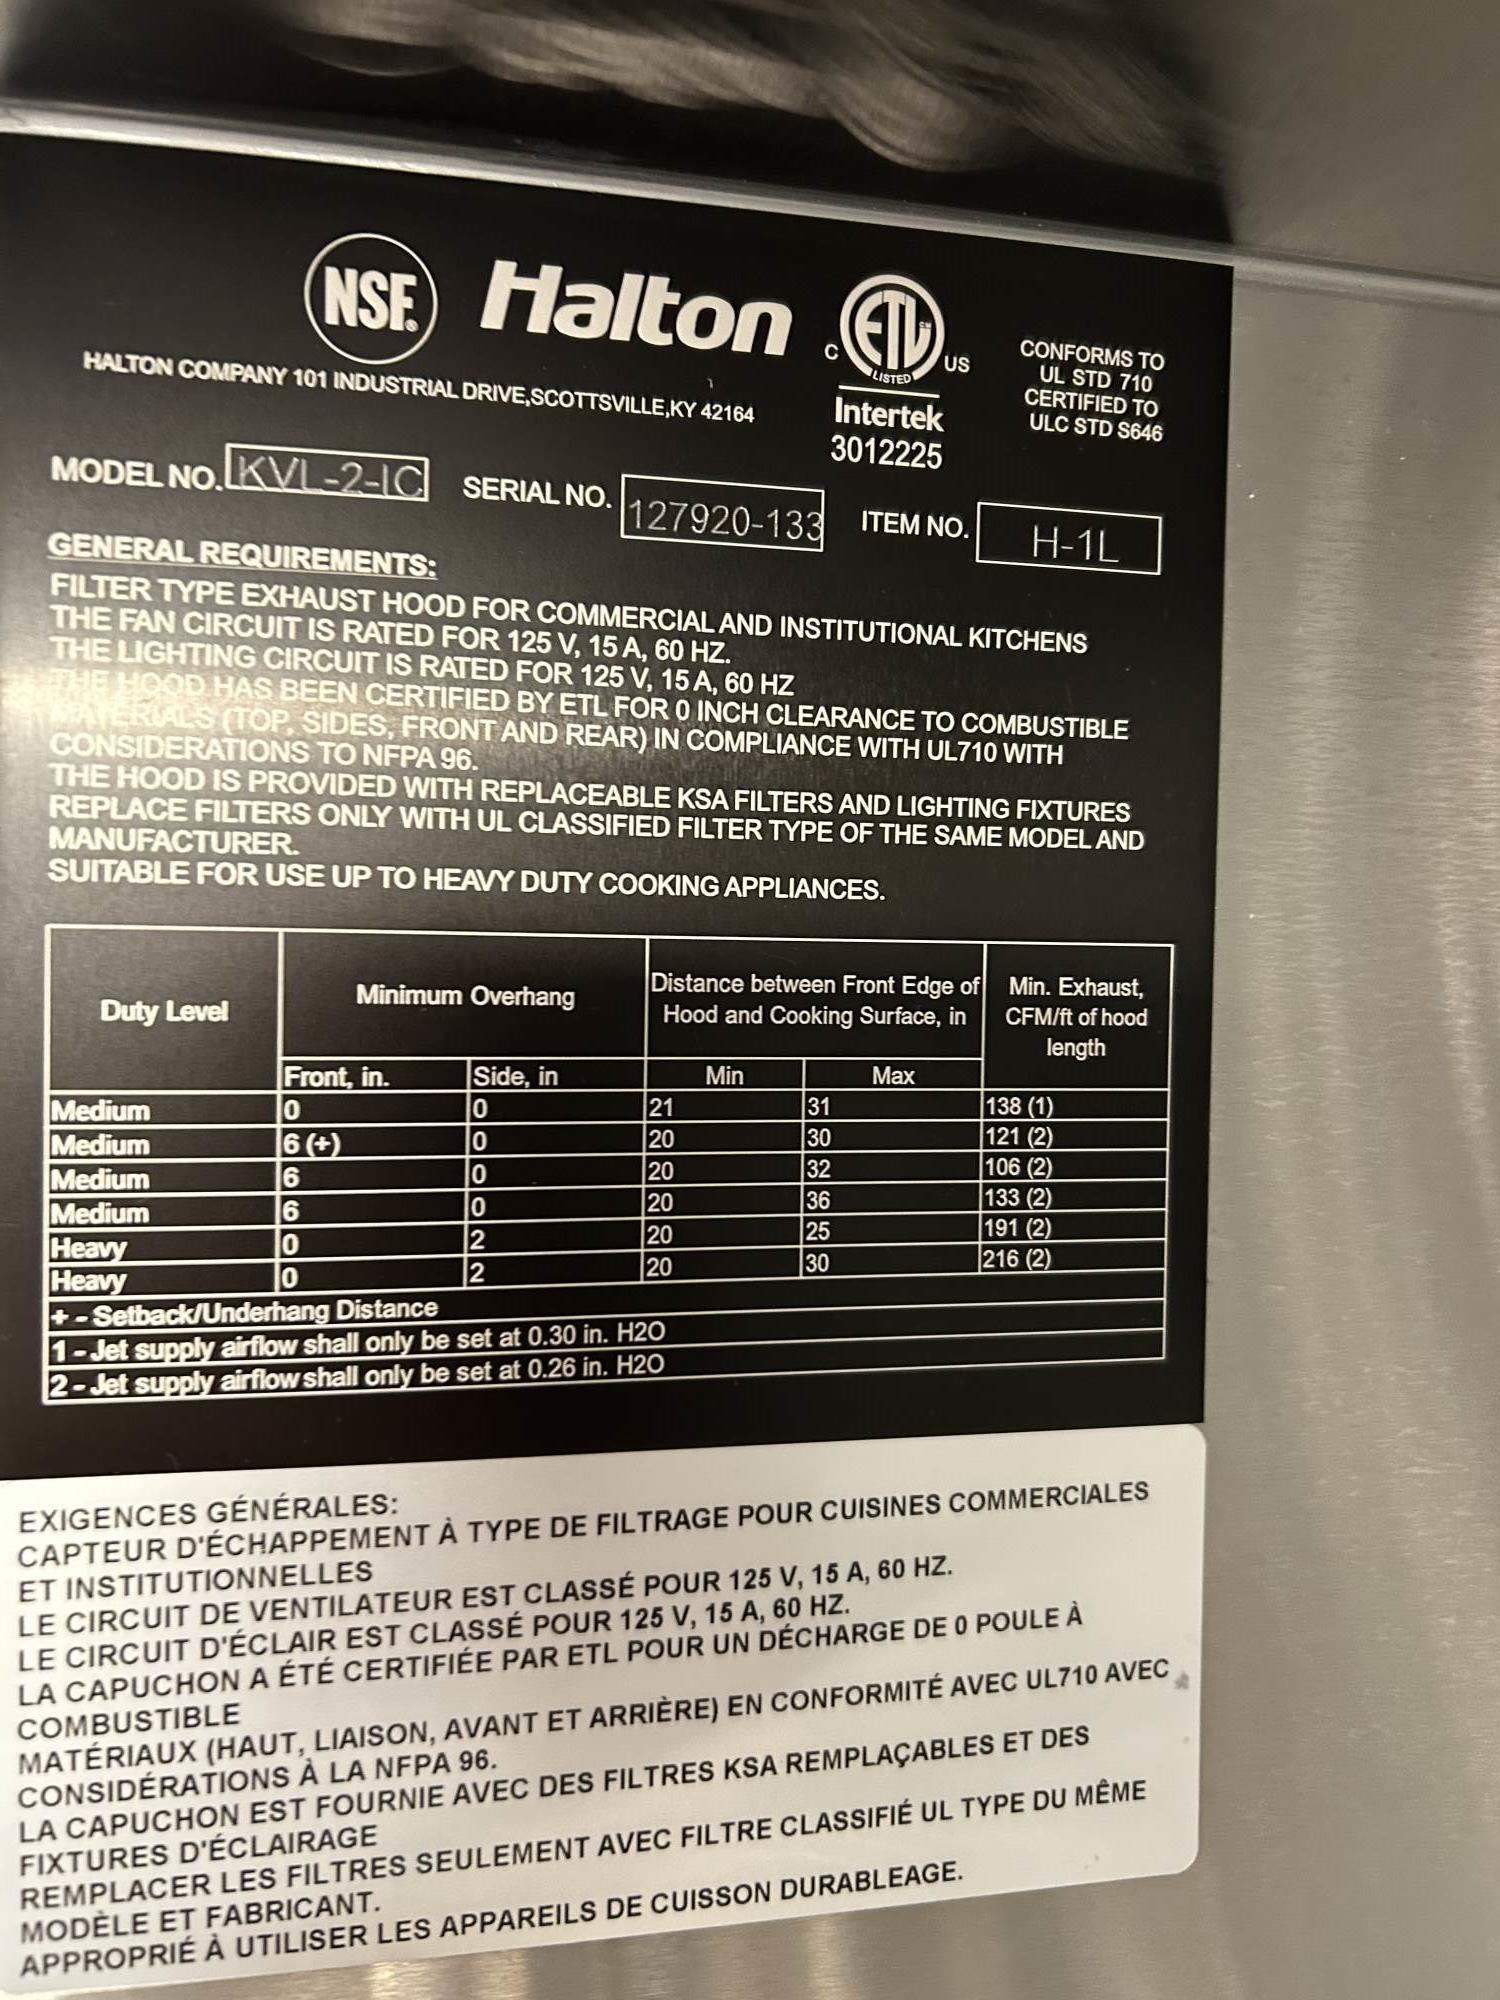 NSF®
Halton
ETL CM
LISTED
C
US
Intertek
3012225
CONFORMS TO
UL STD 710
CERTIFIED TO
ULC STD S646
HALTON COMPANY 101 INDUSTRIAL DRIVE,SCOTTSVILLE,KY 42164
MODEL NO. KVL-2-IC SERIAL NO. 127920-133 ITEM NO. H-1L
GENERAL REQUIREMENTS:
FILTER TYPE EXHAUST HOOD FOR COMMERCIAL AND INSTITUTIONAL KITCHENS
THE FAN CIRCUIT IS RATED FOR 125 V, 15 A, 60 HZ.
THE LIGHTING CIRCUIT IS RATED FOR 125 V, 15 A, 60 HZ
THE HOOD HAS BEEN CERTIFIED BY ETL FOR 0 INCH CLEARANCE TO COMBUSTIBLE
MATERIALS (TOP, SIDES, FRONT AND REAR) IN COMPLIANCE WITH UL710 WITH
CONSIDERATIONS TO NFPA 96.
THE HOOD IS PROVIDED WITH REPLACEABLE KSA FILTERS AND LIGHTING FIXTURES
REPLACE FILTERS ONLY WITH UL CLASSIFIED FILTER TYPE OF THE SAME MODEL AND
MANUFACTURER.
SUITABLE FOR USE UP TO HEAVY DUTY COOKING APPLIANCES.
Duty Level
Minimum Overhang
Distance between Front Edge of
Hood and Cooking Surface, in
Min. Exhaust,
CFM/ft of hood
length
Front, in. Side, in Min Max
Medium 0 0 21 31 138 (1)
Medium 6 (+) 0 20 30 121 (2)
Medium 6 0 20 32 106 (2)
Medium 6 0 20 36 133 (2)
Heavy 0 2 20 25 191 (2)
Heavy 0 2 20 30 216 (2)
+ - Setback/Underhang Distance
1 - Jet supply airflow shall only be set at 0.30 in. H2O
2 - Jet supply airflow shall only be set at 0.26 in. H2O
EXIGENCES GÉNÉRALES:
CAPTEUR D'ÉCHAPPEMENT À TYPE DE FILTRAGE POUR CUISINES COMMERCIALES
ET INSTITUTIONNELLES
LE CIRCUIT DE VENTILATEUR EST CLASSÉ POUR 125 V, 15 A, 60 HZ.
LE CIRCUIT D'ÉCLAIR EST CLASSÉ POUR 125 V, 15 A, 60 HZ.
LA CAPUCHON A ÉTÉ CERTIFIÉE PAR ETL POUR UN DÉCHARGE DE 0 POULE À
COMBUSTIBLE
MATÉRIAUX (HAUT, LIAISON, AVANT ET ARRIÈRE) EN CONFORMITÉ AVEC UL710 AVEC
CONSIDÉRATIONS À LA NFPA 96.
LA CAPUCHON EST FOURNIE AVEC DES FILTRES KSA REMPLAÇABLES ET DES
FIXTURES D'ÉCLAIRAGE
REMPLACER LES FILTRES SEULEMENT AVEC FILTRE CLASSIFIÉ UL TYPE DU MÊME
MODÈLE ET FABRICANT.
APPROPRIÉ À UTILISER LES APPAREILS DE CUISSON DURABLEAGE.